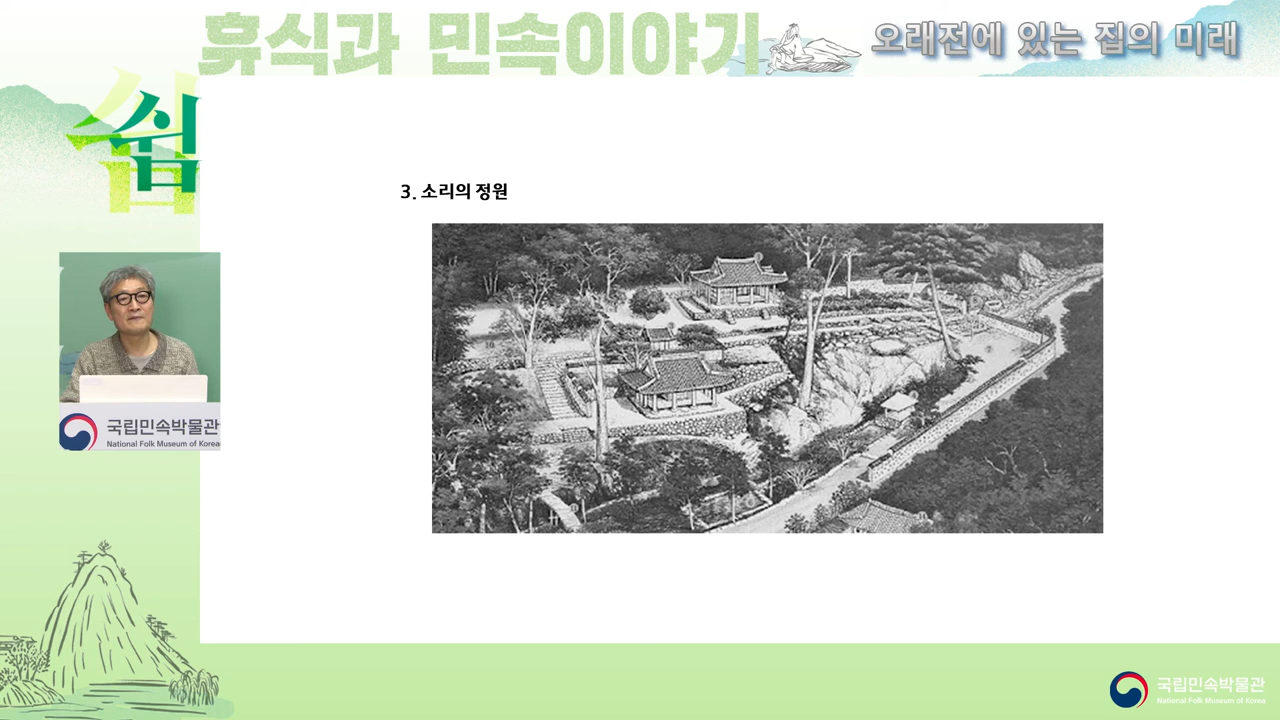 휴식과 민속이야기
오래전에 있는 집의 미래
쉽
3. 소리의 정원
국립민속박물관
National Folk Museum of Korea
국립민속박물관
National Folk Museum of Korea